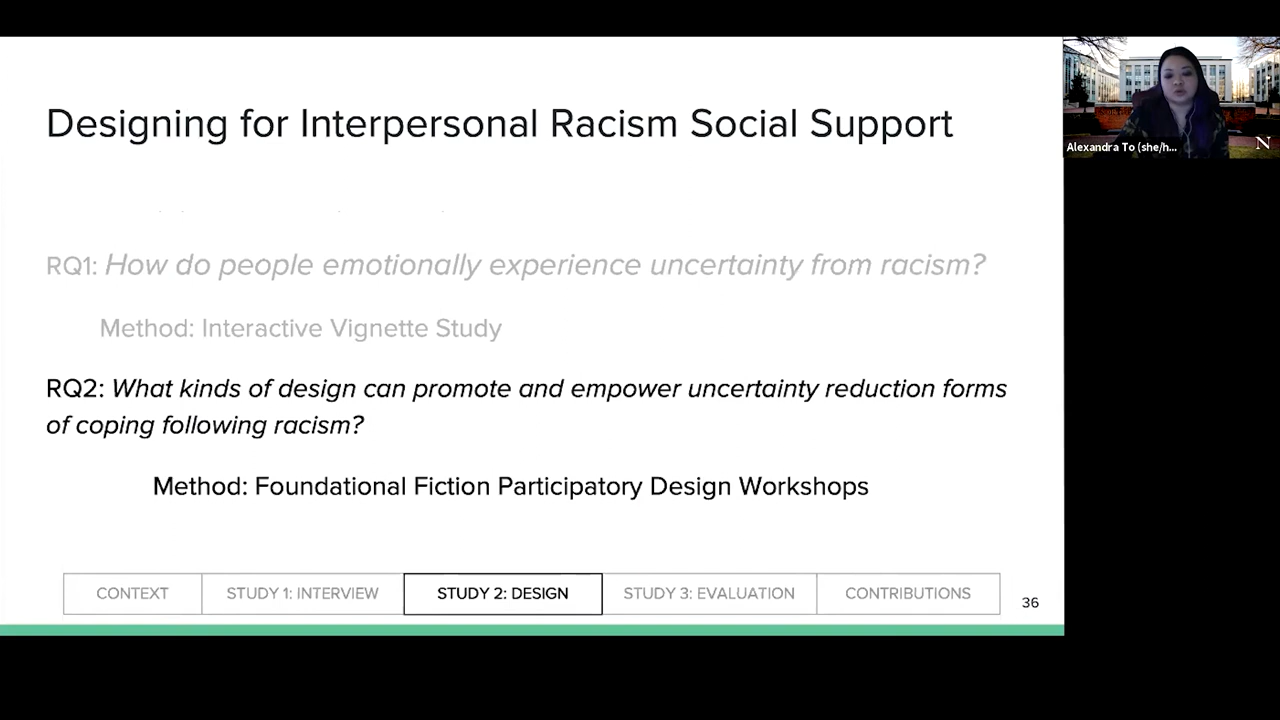 Designing for Interpersonal Racism Social Support
Alexandra To (she/h...
N
RQ1: How do people emotionally experience uncertainty from racism?
Method: Interactive Vignette Study
RQ2: What kinds of design can promote and empower uncertainty reduction forms
of coping following racism?
Method: Foundational Fiction Participatory Design Workshops
CONTEXT
STUDY 1: INTERVIEW
STUDY 2: DESIGN
STUDY 3: EVALUATION
CONTRIBUTIONS
36